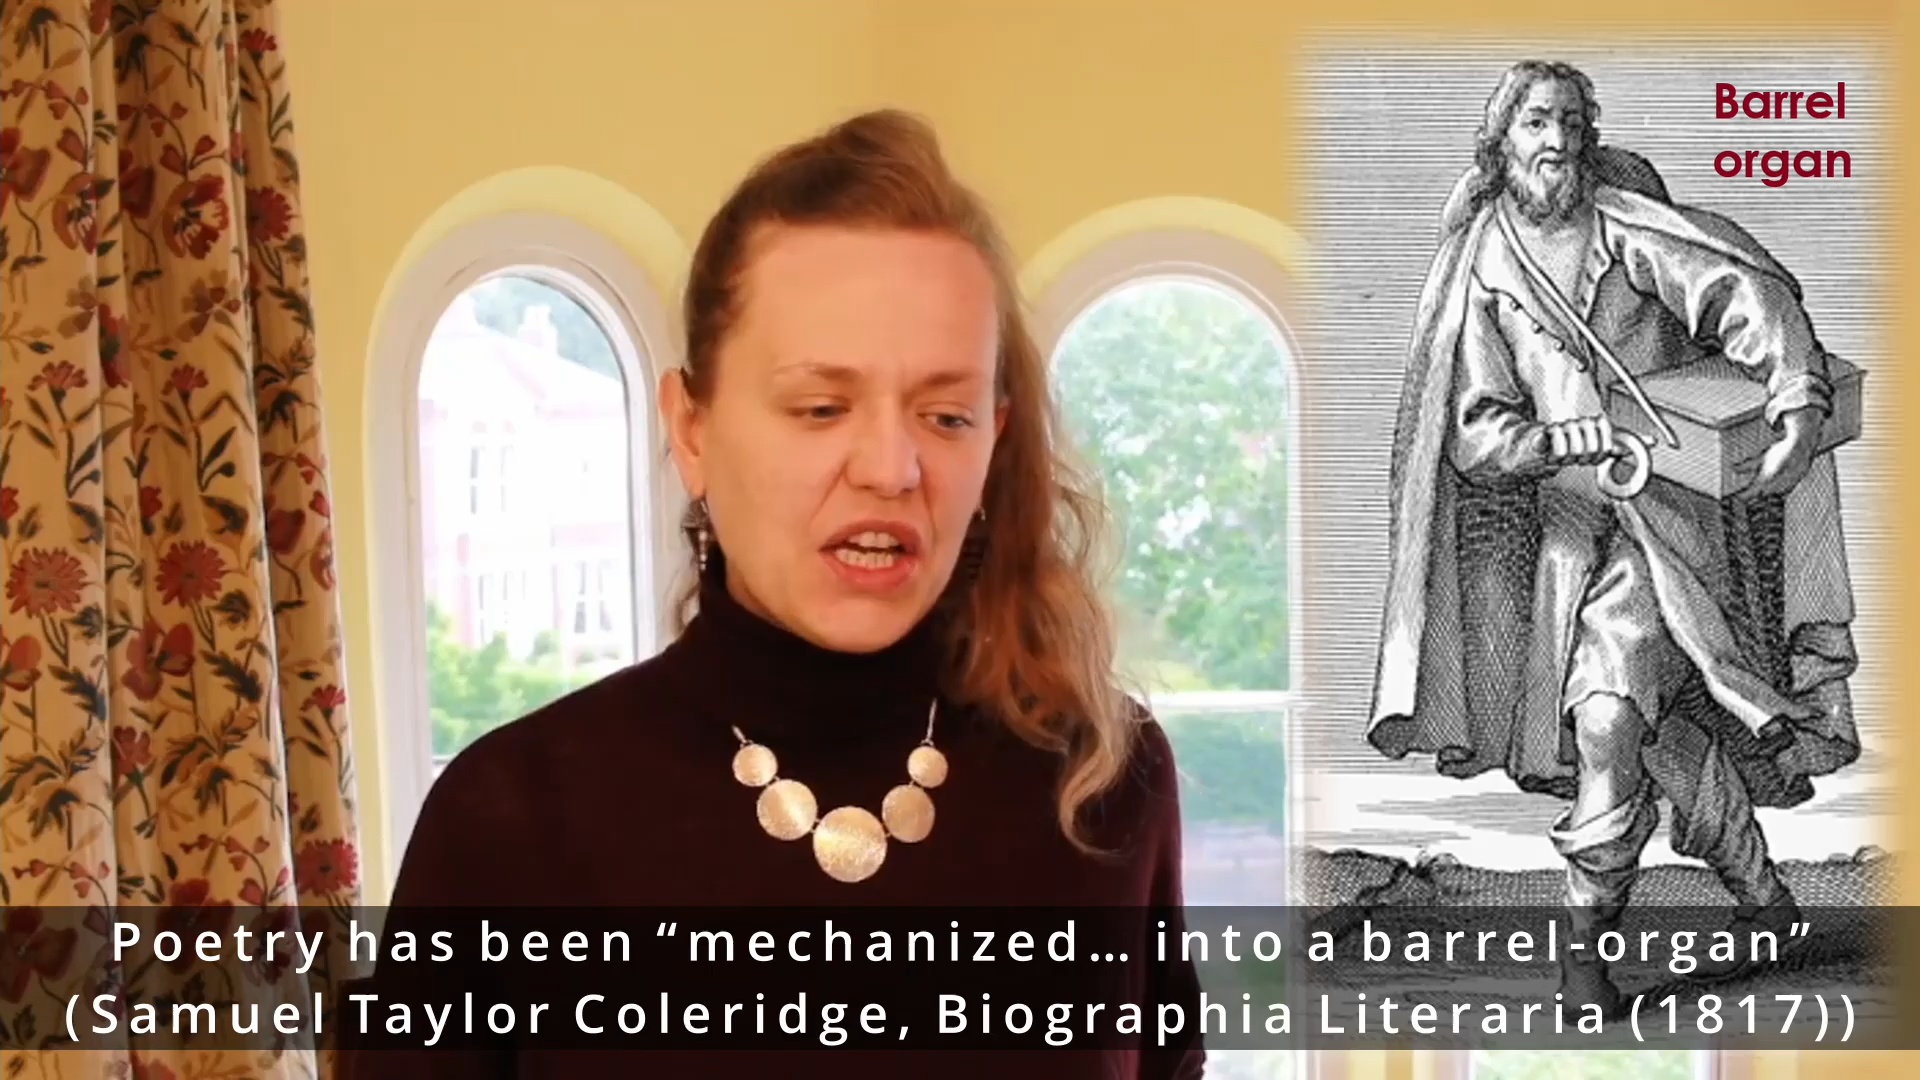 Barrel
organ
Poetry has been “mechanized… into a barrel-organ”
(Samuel Taylor Coleridge, Biographia Literaria (1817))